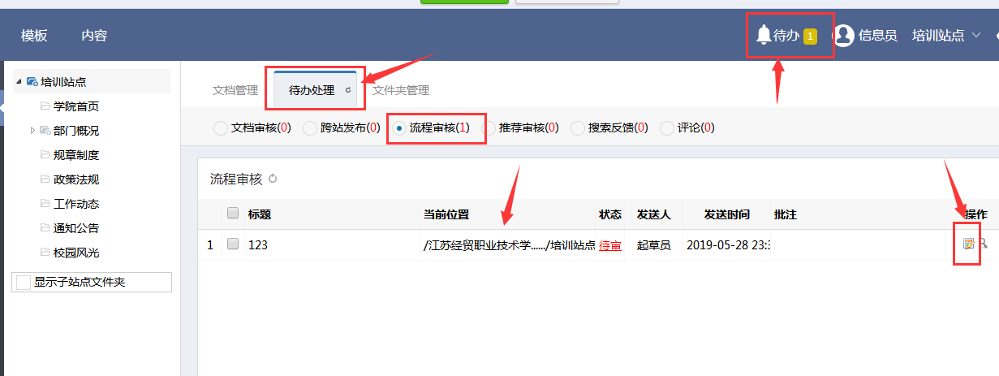 模板 内容 待办 1 信息员 培训站点
培训站点
学院首页
部门概况
规章制度
政策法规
工作动态
通知公告
校园风光
显示子站点文件夹
文档管理 待办处理 文件夹管理
文档审核(0) 跨站发布(0) 流程审核(1) 推荐审核(0) 搜索反馈(0) 评论(0)
流程审核
标题 当前位置 状态 发送人 发送时间 批注 操作
1 123 /江苏经贸职业技术学....../培训站点 待审 起草员 2019-05-28 23: